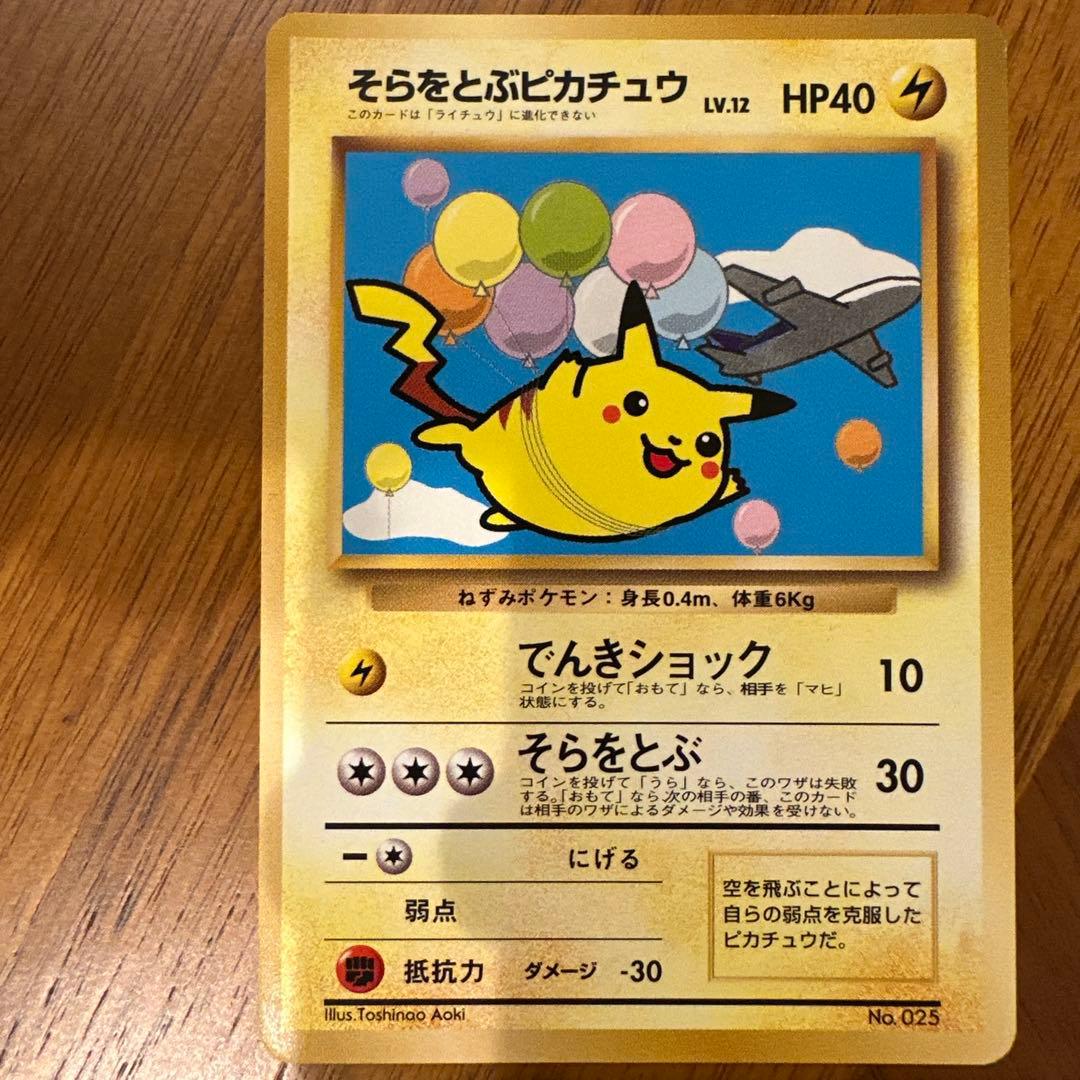 そらをとぶピカチュウ LV.12 HP40
このカードは「ライチュウ」に進化できない
ねずみポケモン：身長0.4m、体重6Kg
でんきショック 10
コインを投げて「おもて」なら、相手を「マヒ」
状態にする。
そらをとぶ 30
コインを投げて「うら」なら、このワザは失敗
する。「おもて」なら次の相手の番、このカード
は相手のワザによるダメージや効果を受けない。
ー にげる
弱点
抵抗力 ダメージ -30
空を飛ぶことによって
自らの弱点を克服した
ピカチュウだ。
Illus.Toshinao Aoki No. 025